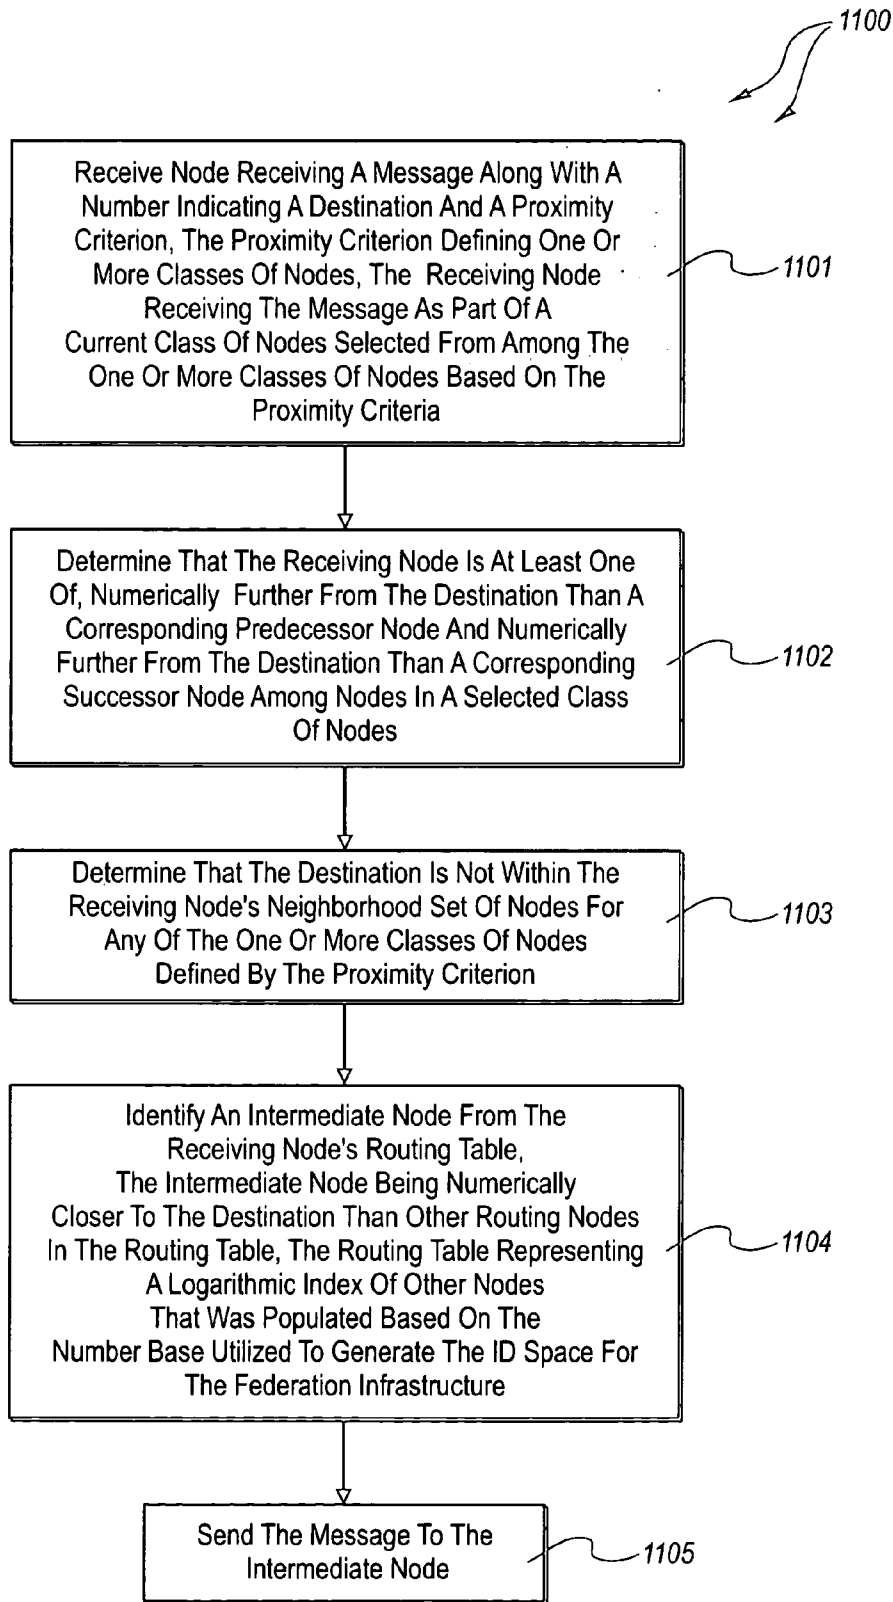 1100
Receive Node Receiving A Message Along With A
Number Indicating A Destination And A Proximity
Criterion, The Proximity Criterion Defining One Or
More Classes Of Nodes, The Receiving Node
Receiving The Message As Part Of A
Current Class Of Nodes Selected From Among The
One Or More Classes Of Nodes Based On The
Proximity Criteria
1101
Determine That The Receiving Node Is At Least One
Of, Numerically Further From The Destination Than A
Corresponding Predecessor Node And Numerically
Further From The Destination Than A Corresponding
Successor Node Among Nodes In A Selected Class
Of Nodes
1102
Determine That The Destination Is Not Within The
Receiving Node's Neighborhood Set Of Nodes For
Any Of The One Or More Classes Of Nodes
Defined By The Proximity Criterion
1103
Identify An Intermediate Node From The
Receiving Node's Routing Table,
The Intermediate Node Being Numerically
Closer To The Destination Than Other Routing Nodes
In The Routing Table, The Routing Table Representing
A Logarithmic Index Of Other Nodes
That Was Populated Based On The
Number Base Utilized To Generate The ID Space For
The Federation Infrastructure
1104
Send The Message To The
Intermediate Node
1105